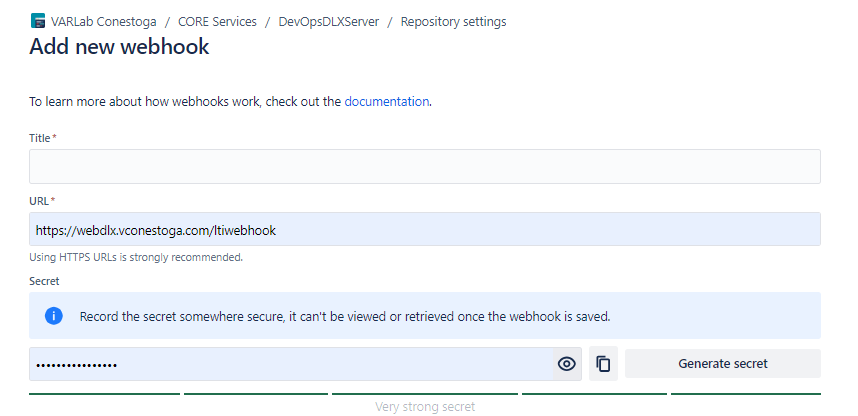 VARLab Conestoga / CORE Services / DevOpsDLXServer / Repository settings
Add new webhook
To learn more about how webhooks work, check out the documentation.
Title *
URL *
https://webdlx.vconestoga.com/ltiwebhook
Using HTTPS URLs is strongly recommended.
Secret
Record the secret somewhere secure, it can't be viewed or retrieved once the webhook is saved.
•••••••••••••••• Generate secret
Very strong secret